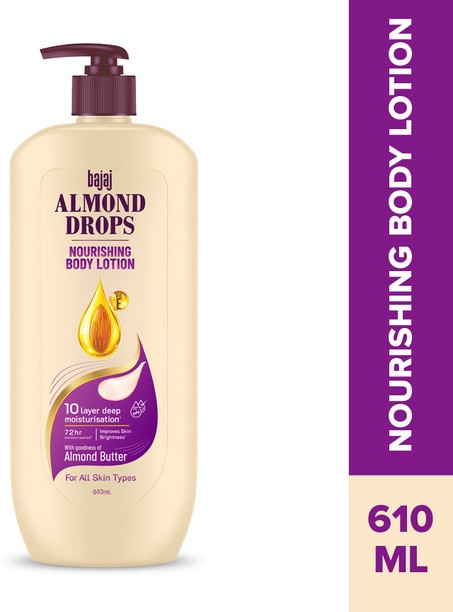 bajaj
ALMOND
DROPS
NOURISHING
BODY LOTION
E
10 layer deep
moisturisation*
72hr
Improves Skin
Brightness*
With goodness of
Almond Butter
For All Skin Types
610mL
NOURISHING BODY LOTION
610
ML